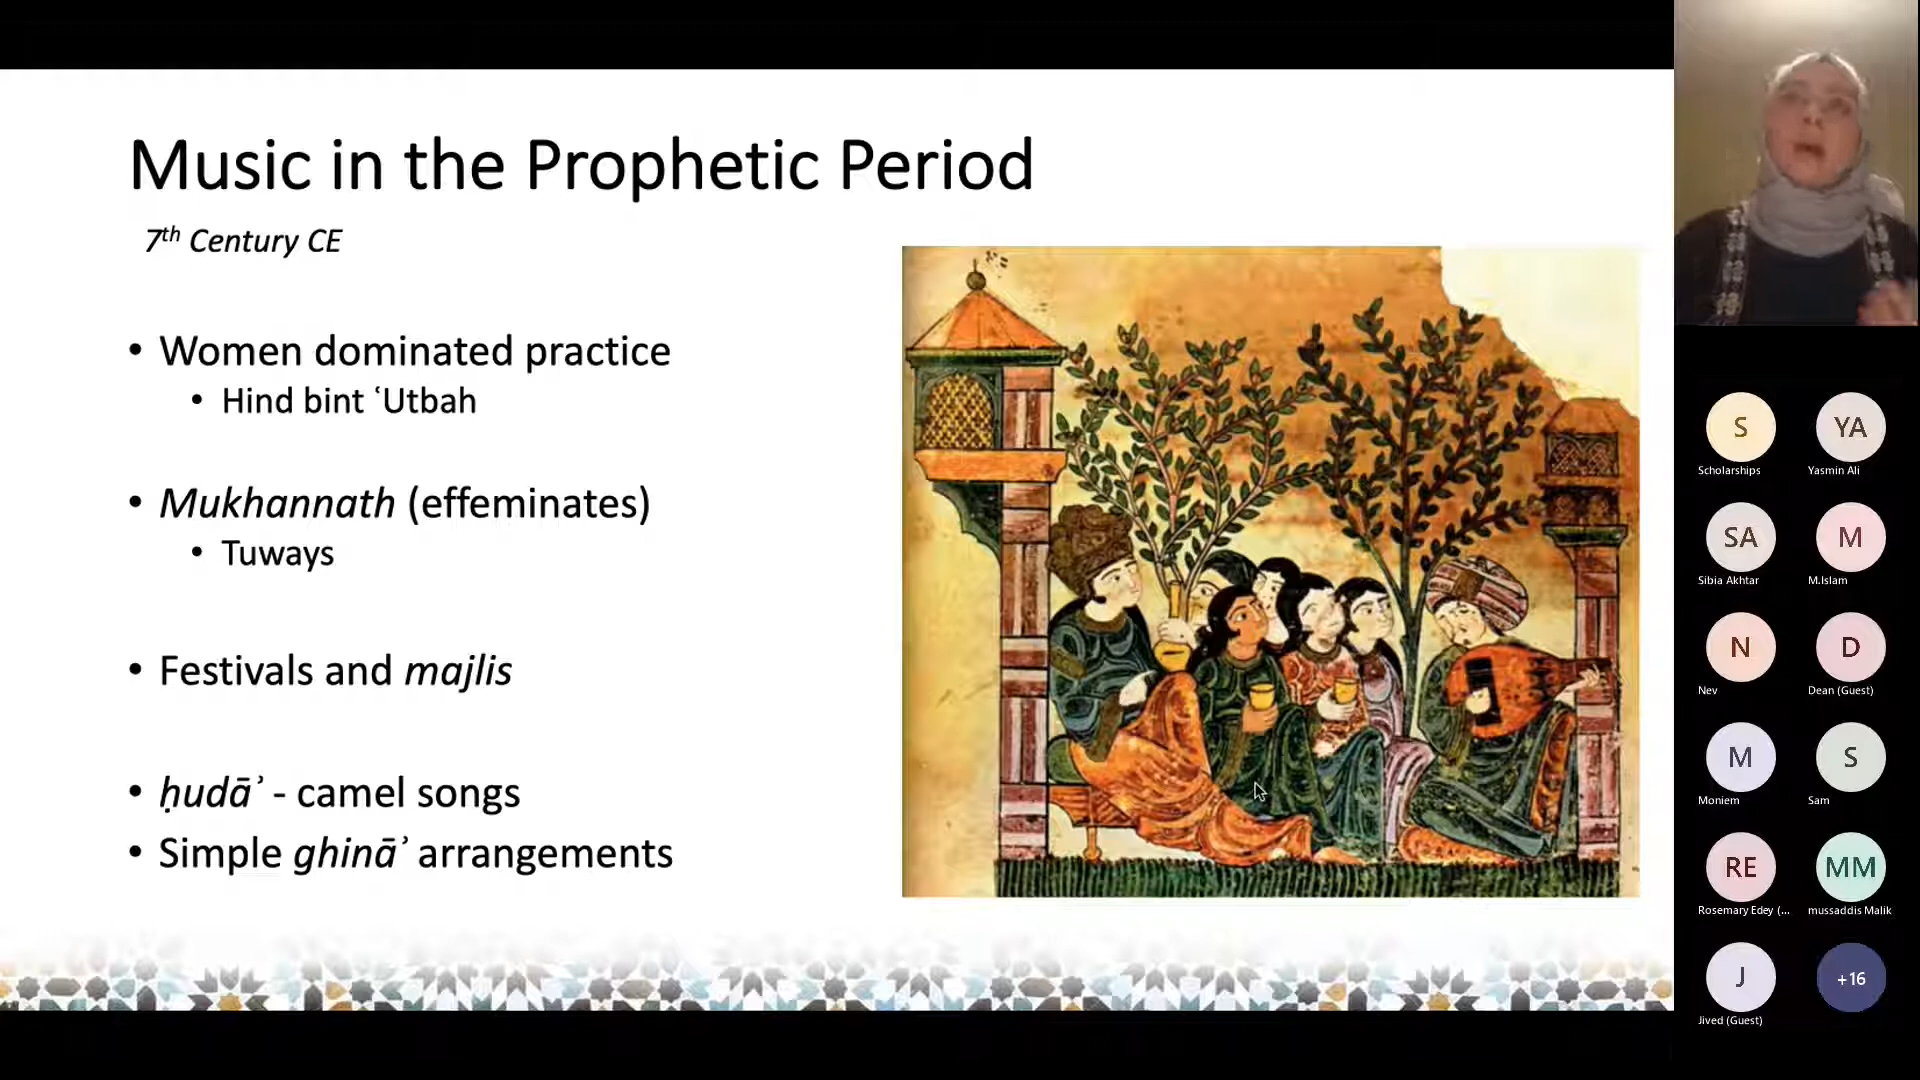 Music in the Prophetic Period
7th Century CE
• Women dominated practice
• Hind bint ʿUtbah
• Mukhannath (effeminates)
• Tuways
• Festivals and majlis
• ḥudāʾ - camel songs
• Simple ghināʾ arrangements
S
YA
Scholarships
Yasmin Ali
SA
M
Sibia Akhtar
M.Islam
N
D
Nev
Dean (Guest)
M
S
Moniem
Sam
RE
MM
Rosemary Edey (...
mussaddis Malik
J
+16
Jived (Guest)